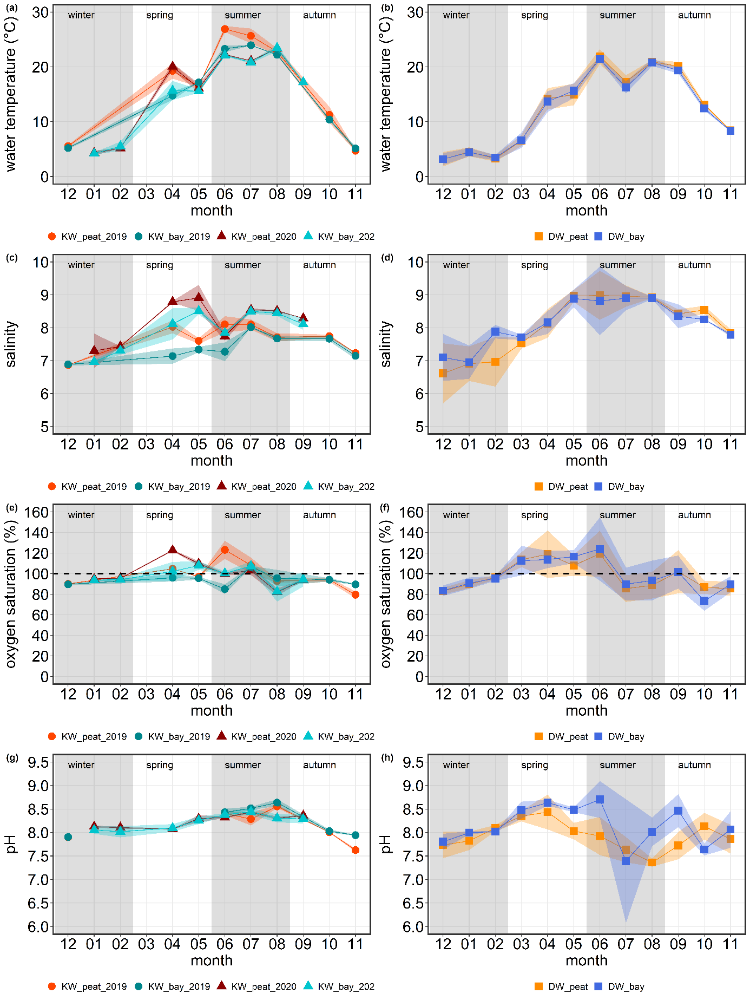 (a)
water temperature (°C)
30
20
10
0
winter spring summer autumn
12 01 02 03 04 05 06 07 08 09 10 11
month
KW_peat_2019 KW_bay_2019 KW_peat_2020 KW_bay_202
(b)
water temperature (°C)
30
20
10
0
winter spring summer autumn
12 01 02 03 04 05 06 07 08 09 10 11
month
DW_peat DW_bay
(c)
salinity
10
9
8
7
6
5
winter spring summer autumn
12 01 02 03 04 05 06 07 08 09 10 11
month
KW_peat_2019 KW_bay_2019 KW_peat_2020 KW_bay_202
(d)
salinity
10
9
8
7
6
5
winter spring summer autumn
12 01 02 03 04 05 06 07 08 09 10 11
month
DW_peat DW_bay
(e)
oxygen saturation (%)
160
140
120
100
80
60
40
20
0
winter spring summer autumn
12 01 02 03 04 05 06 07 08 09 10 11
month
KW_peat_2019 KW_bay_2019 KW_peat_2020 KW_bay_202
(f)
oxygen saturation (%)
160
140
120
100
80
60
40
20
0
winter spring summer autumn
12 01 02 03 04 05 06 07 08 09 10 11
month
DW_peat DW_bay
(g)
pH
9.5
9.0
8.5
8.0
7.5
7.0
6.5
6.0
winter spring summer autumn
12 01 02 03 04 05 06 07 08 09 10 11
month
KW_peat_2019 KW_bay_2019 KW_peat_2020 KW_bay_202
(h)
pH
9.5
9.0
8.5
8.0
7.5
7.0
6.5
6.0
winter spring summer autumn
12 01 02 03 04 05 06 07 08 09 10 11
month
DW_peat DW_bay